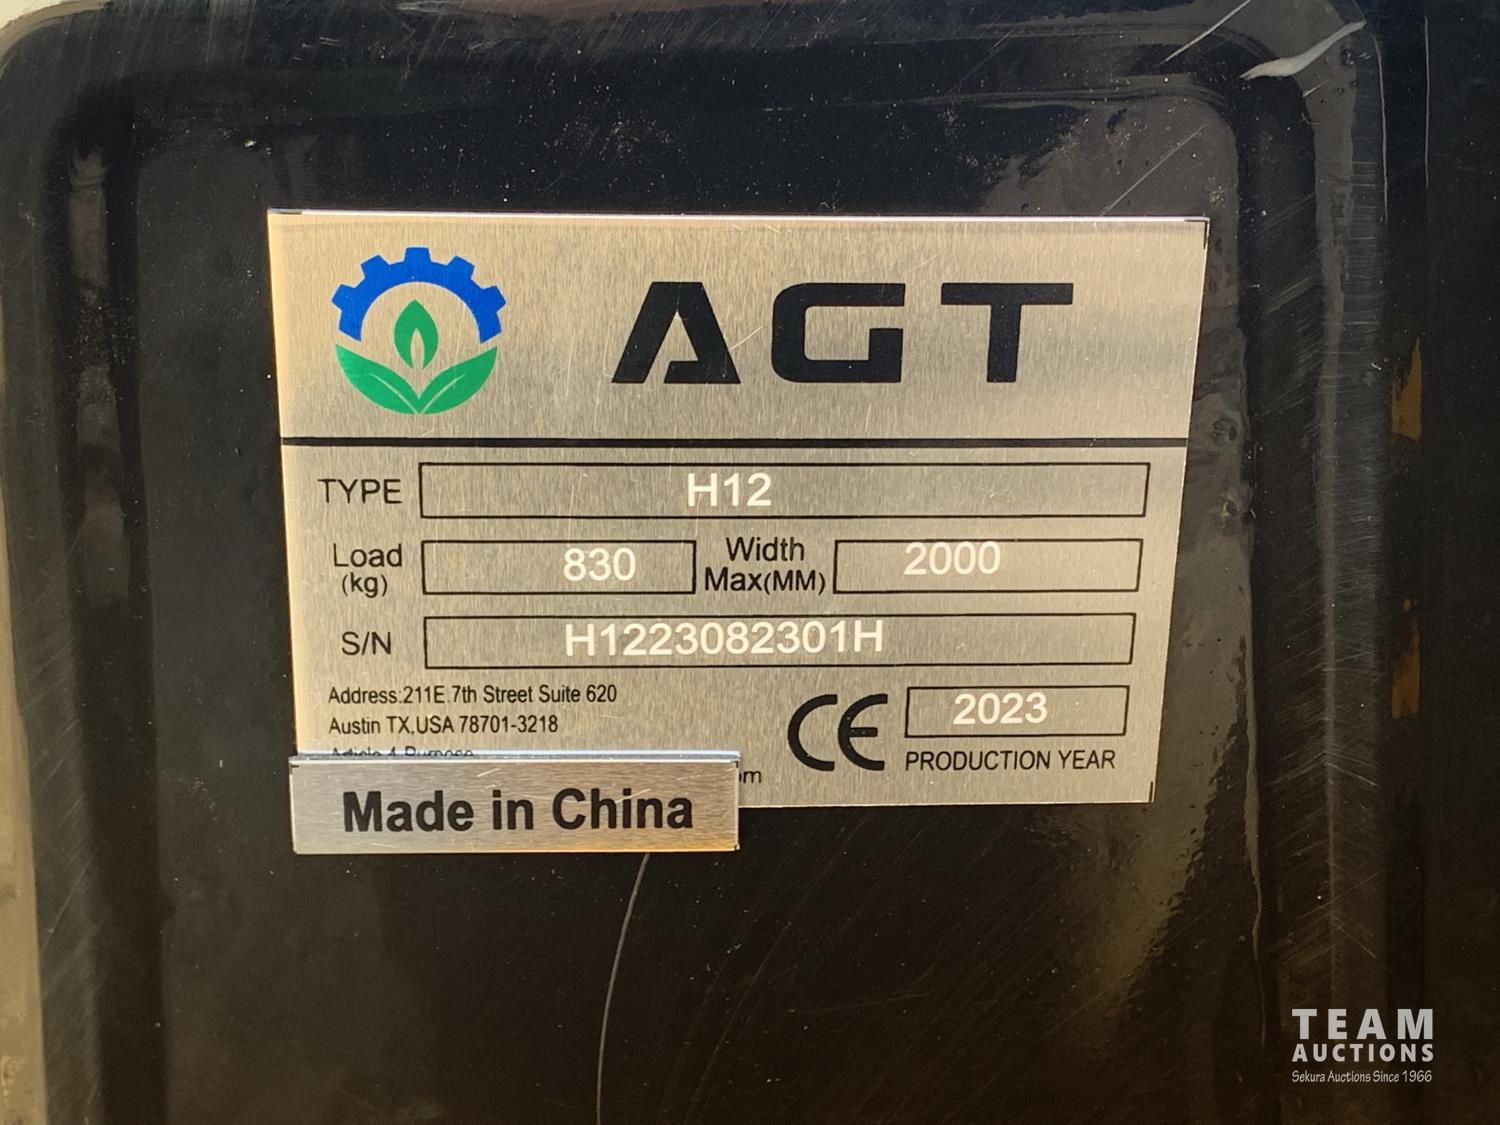 AGT
TYPE H12
Load (kg) 830 Width Max(MM) 2000
S/N H1223082301H
Address:211E.7th Street Suite 620
Austin TX,USA 78701-3218
CE 2023
PRODUCTION YEAR
Made in China
TEAM
AUCTIONS
Sekura Auctions Since 1966